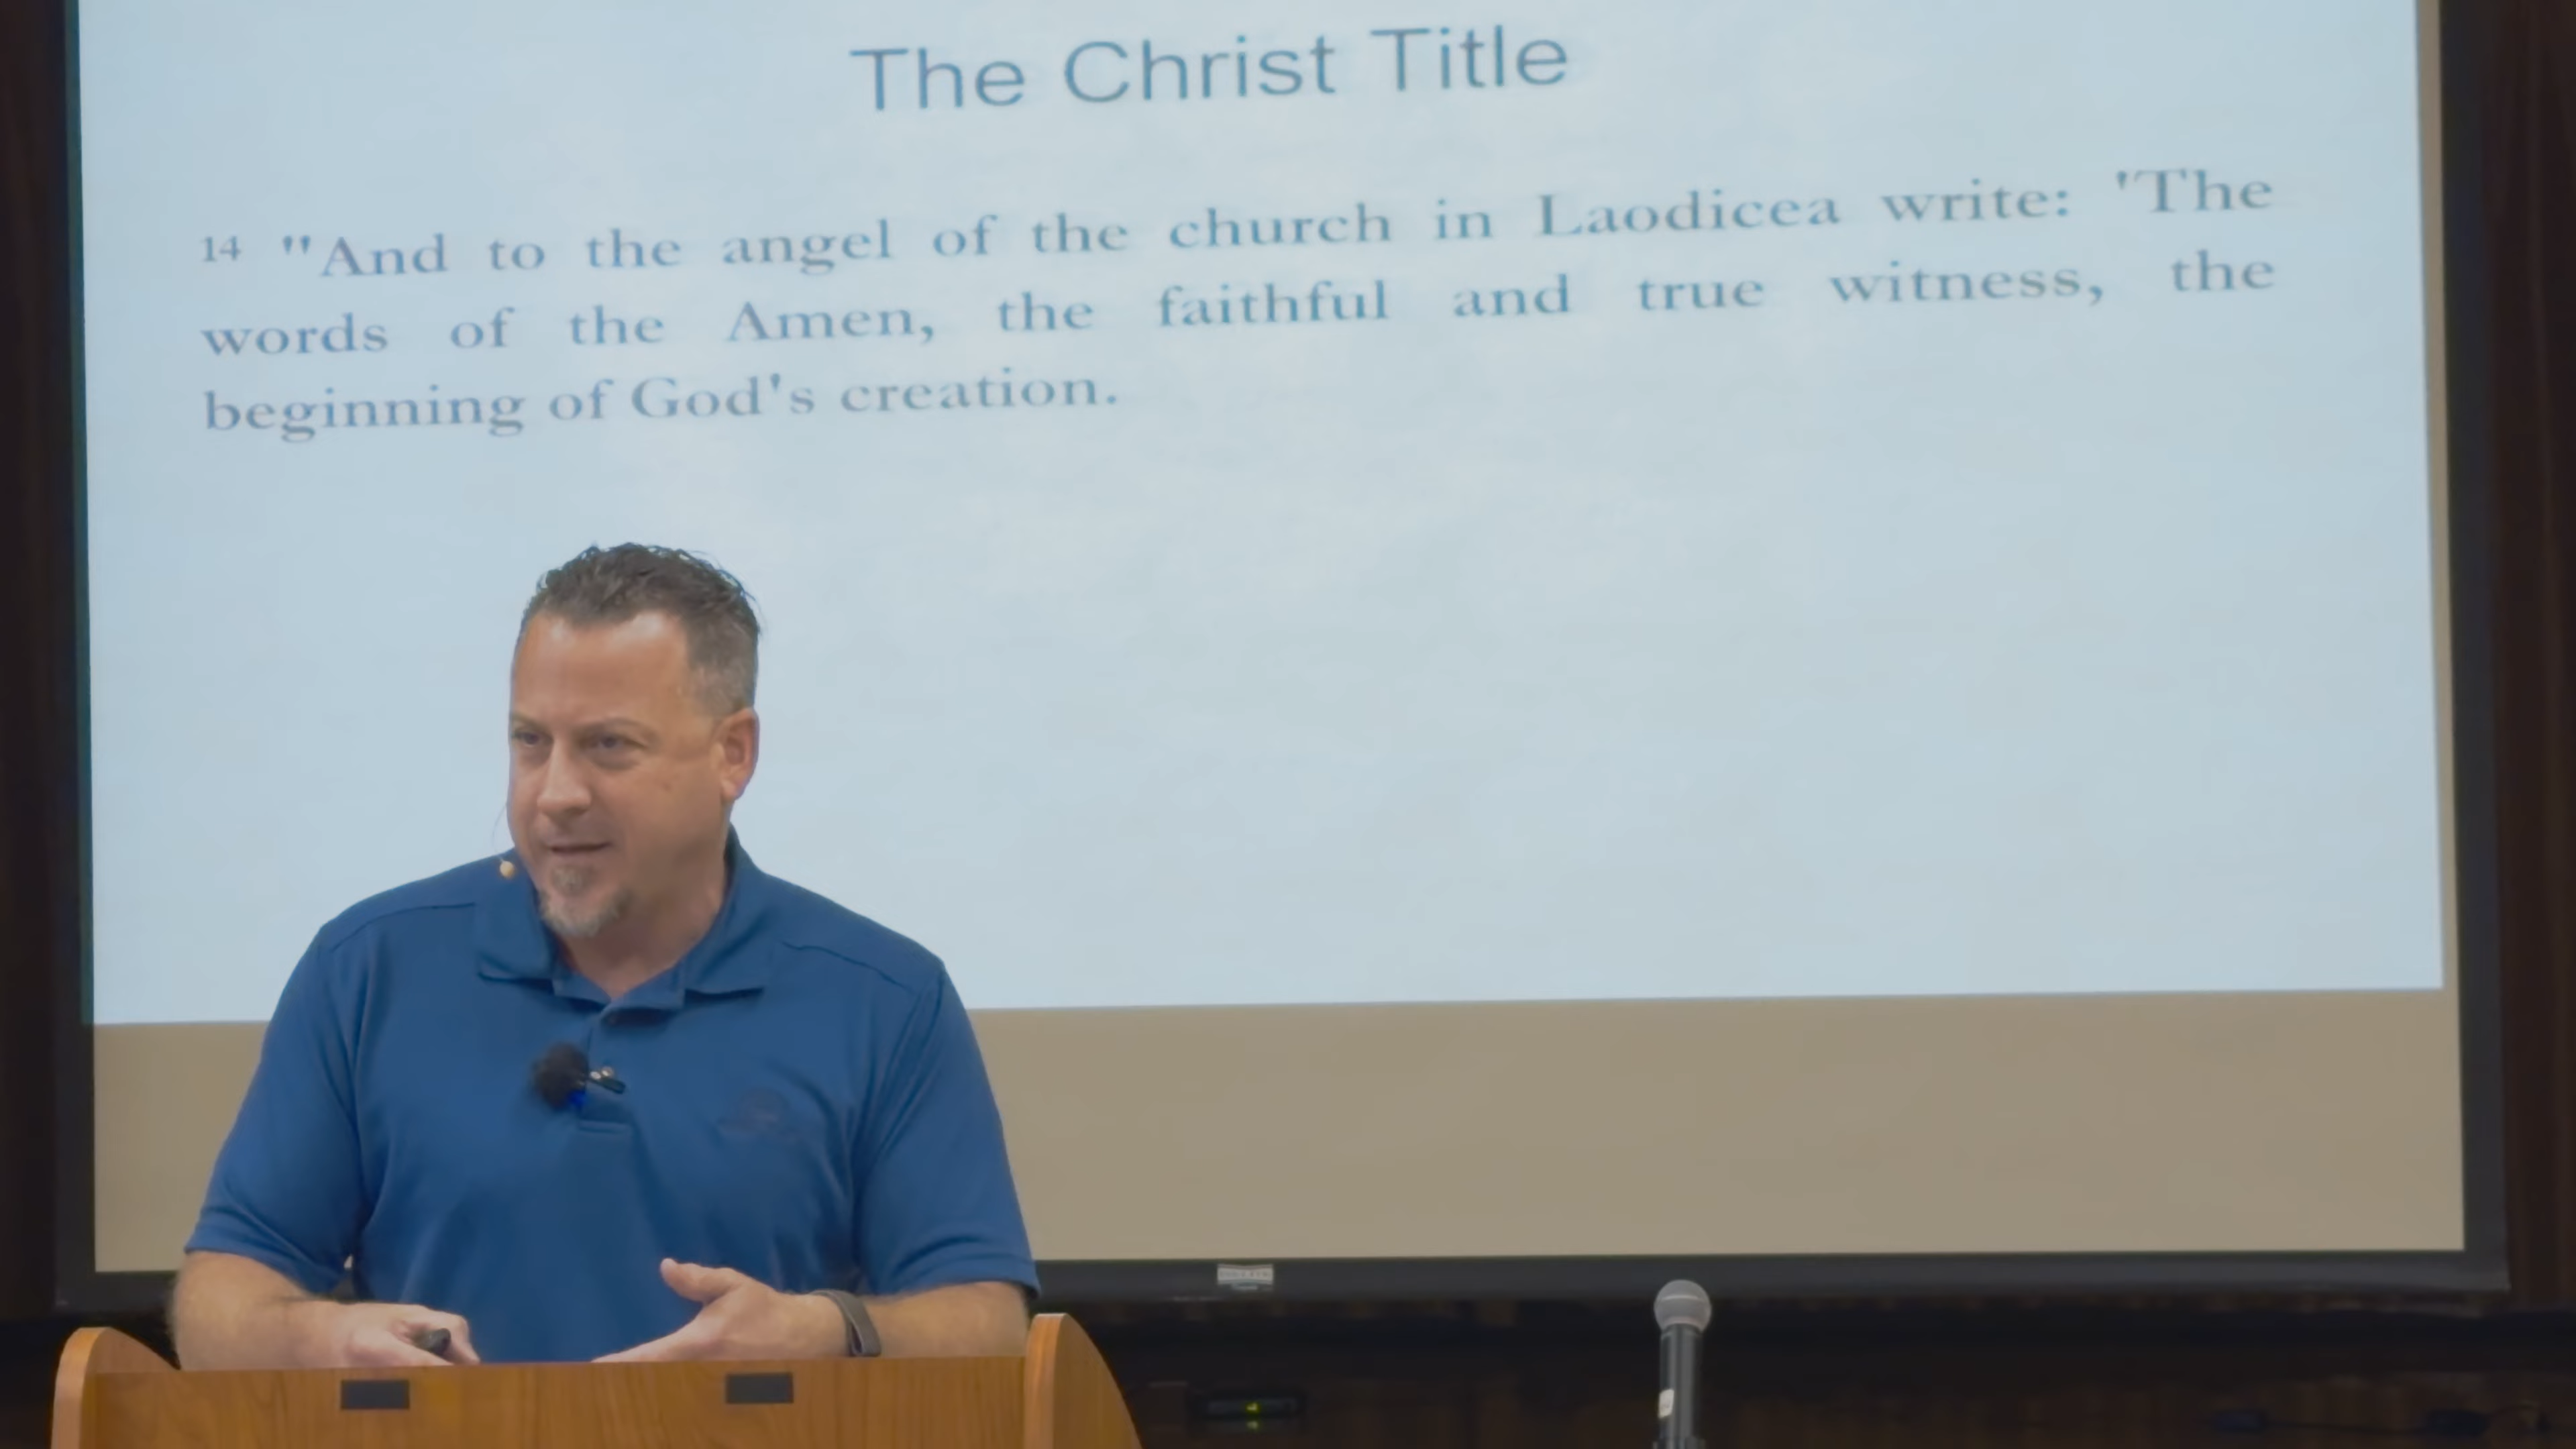 The Christ Title
14 "And to the angel of the church in Laodicea write: 'The
words of the Amen, the faithful and true witness, the
beginning of God's creation.